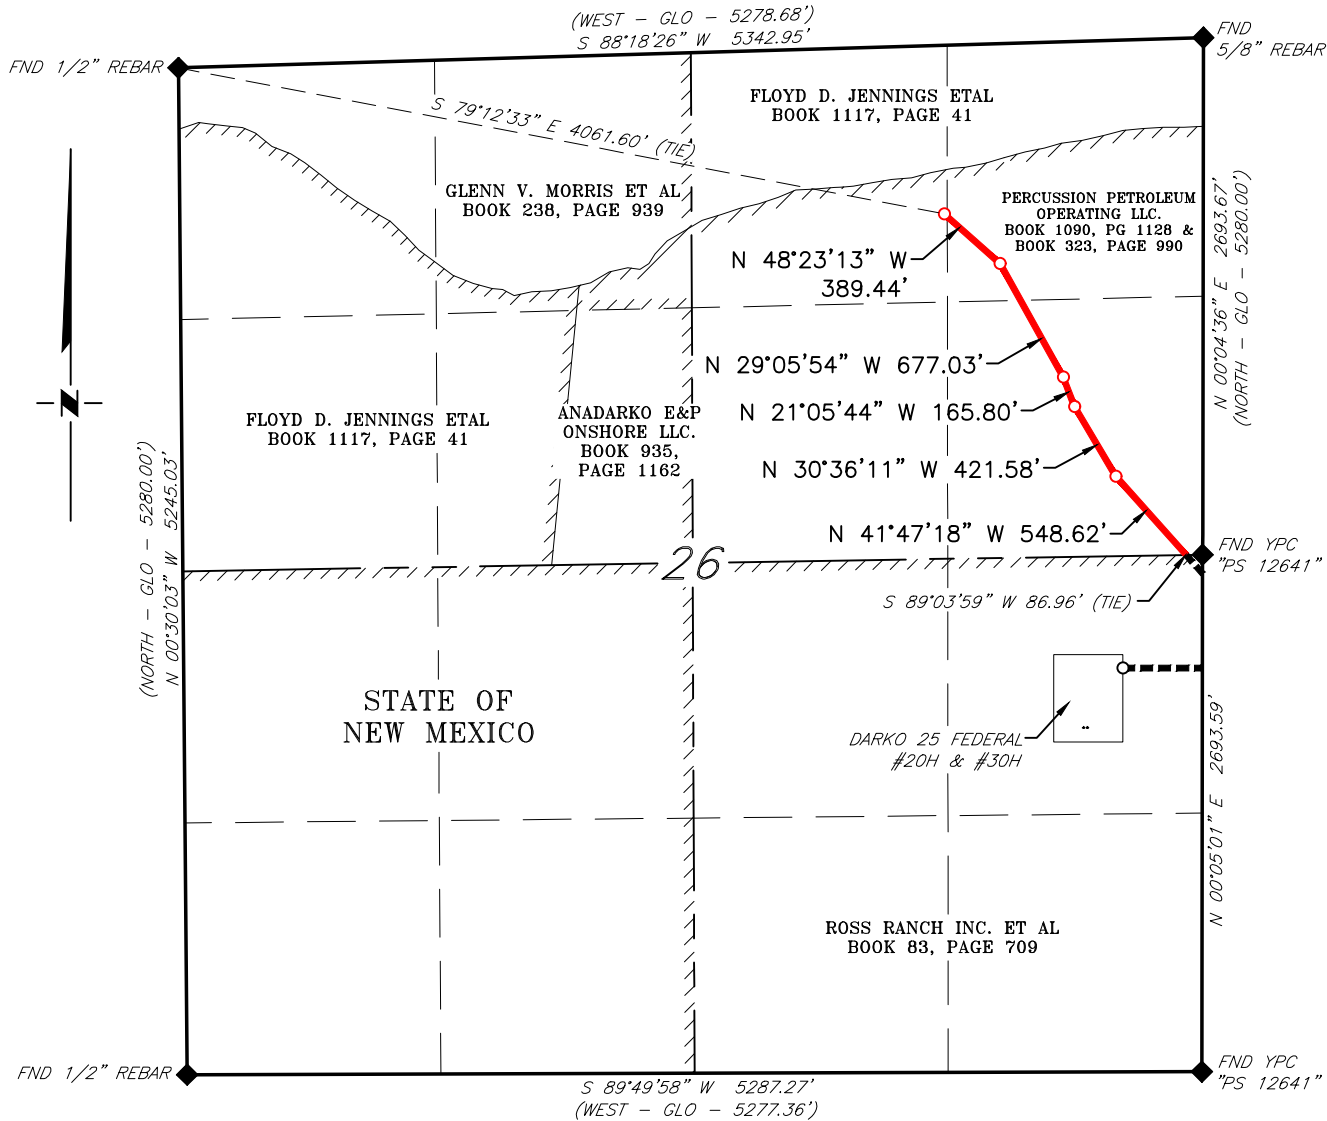 (WEST – GLO – 5278.68')
S 88°18'26" W 5342.95'
FND
5/8" REBAR
FND 1/2" REBAR
S 79°12'33" E 4061.60' (TIE)
FLOYD D. JENNINGS ETAL
BOOK 1117, PAGE 41
GLENN V. MORRIS ET AL
BOOK 238, PAGE 939
PERCUSSION PETROLEUM
OPERATING LLC.
BOOK 1090, PG 1128 &
BOOK 323, PAGE 990
N 00°04'36" E 2693.67'
(NORTH – GLO – 5280.00')
N 48°23'13" W
389.44'
N 29°05'54" W 677.03'
N 21°05'44" W 165.80'
N 30°36'11" W 421.58'
N 41°47'18" W 548.62'
N
FLOYD D. JENNINGS ETAL
BOOK 1117, PAGE 41
ANADARKO E&P
ONSHORE LLC.
BOOK 935,
PAGE 1162
(NORTH – GLO – 5280.00')
N 00°30'03" W 5245.03'
26
FND YPC
"PS 12641"
S 89°03'59" W 86.96' (TIE)
STATE OF
NEW MEXICO
DARKO 25 FEDERAL
#20H & #30H
N 00°05'01" E 2693.59'
ROSS RANCH INC. ET AL
BOOK 83, PAGE 709
FND 1/2" REBAR
FND YPC
"PS 12641"
S 89°49'58" W 5287.27'
(WEST – GLO – 5277.36')